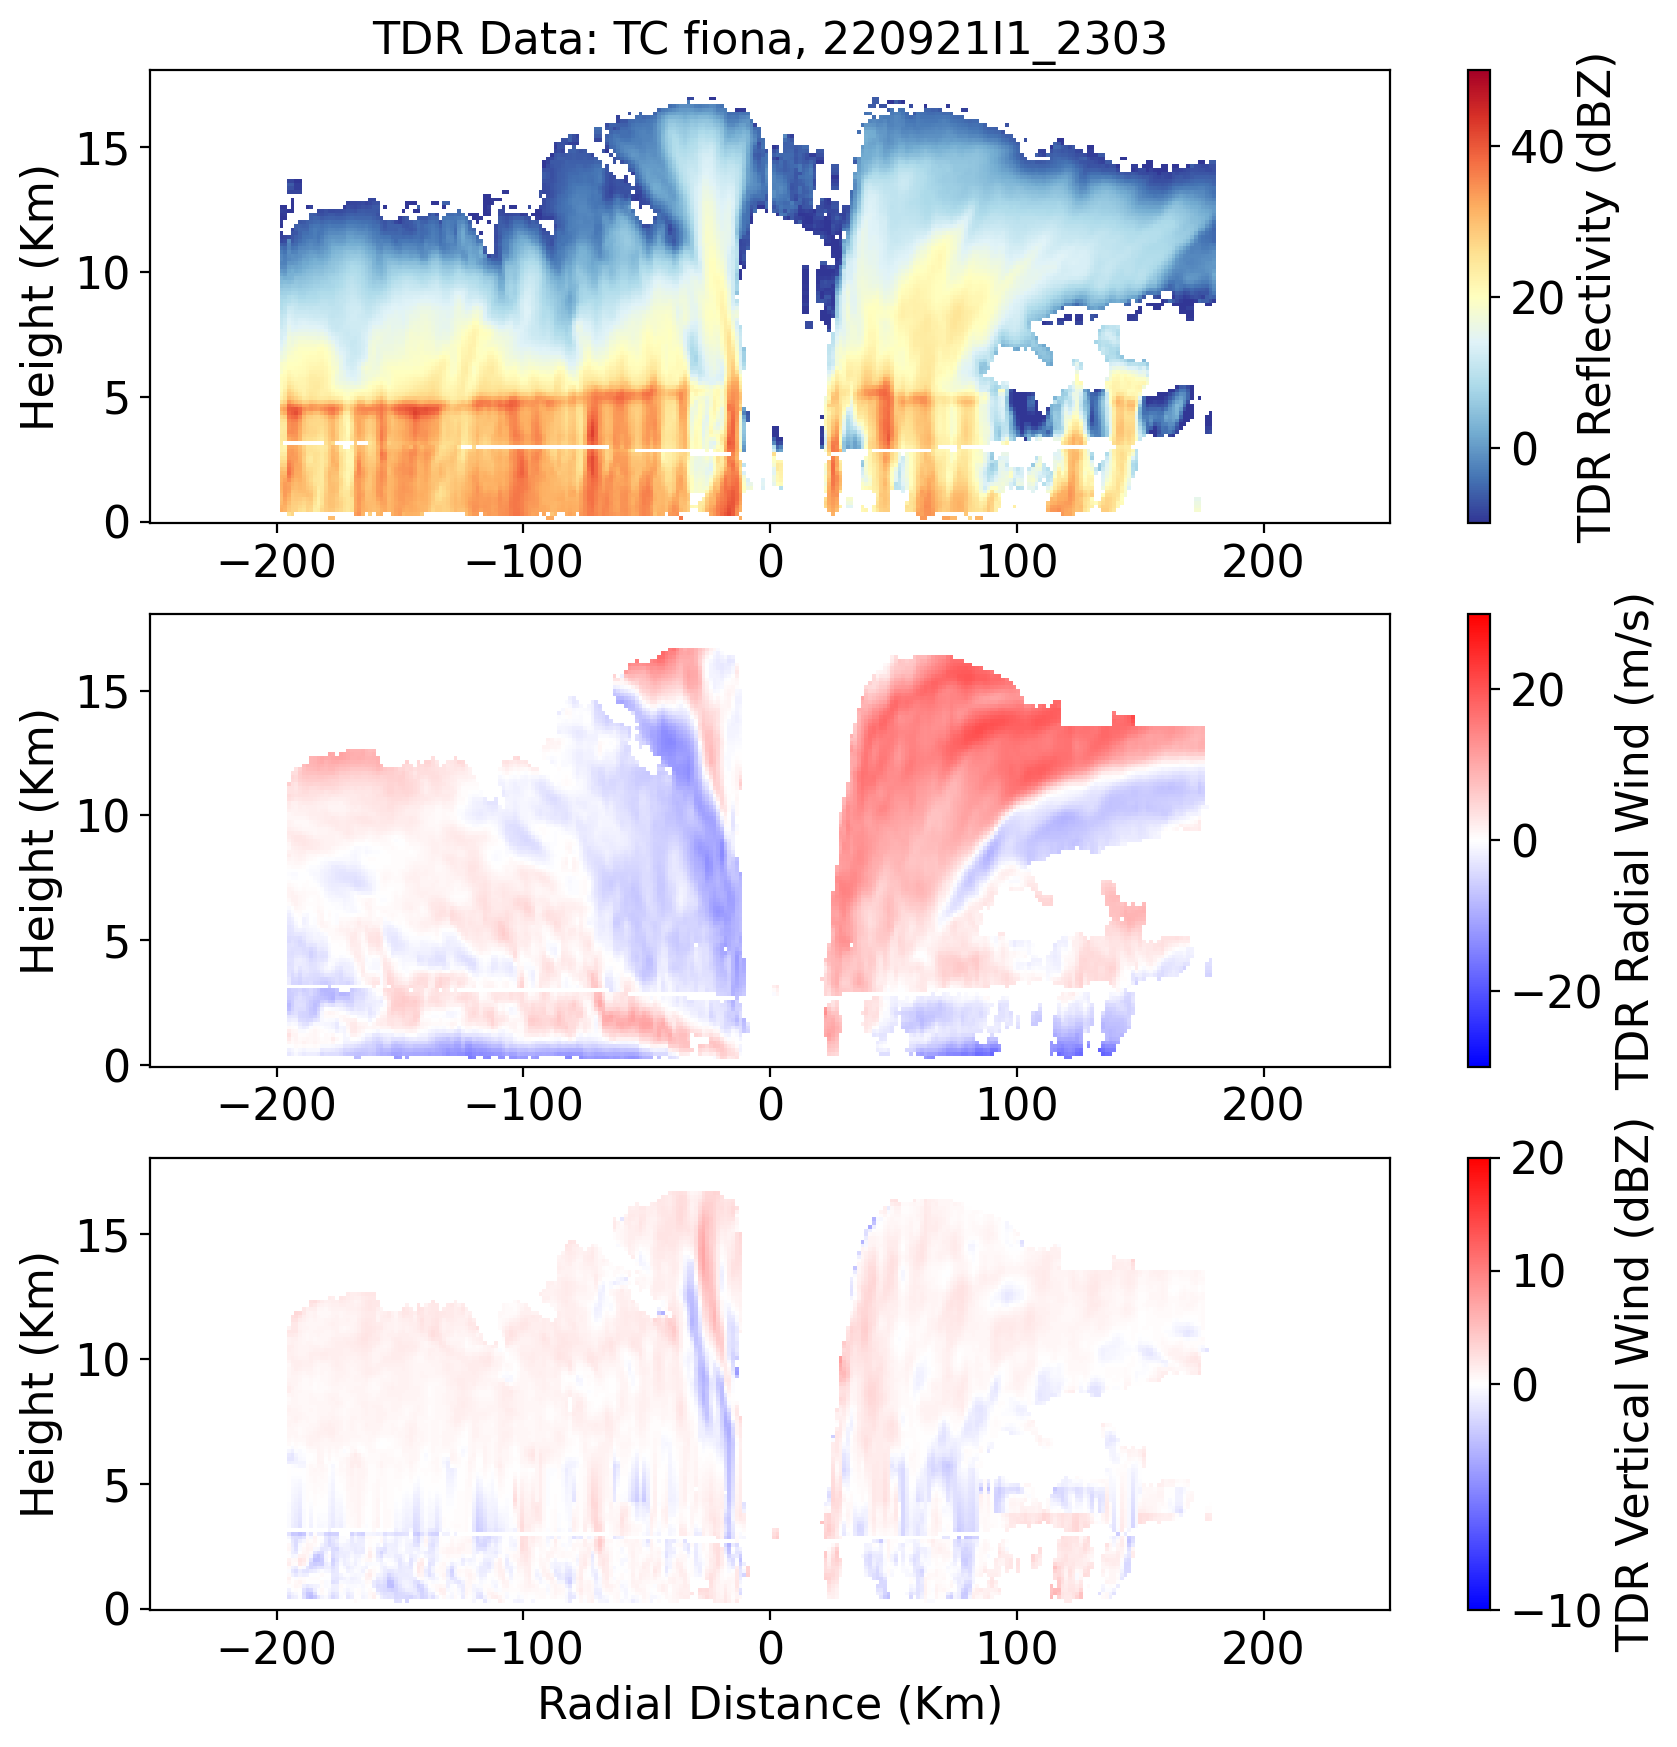 TDR Data: TC fiona, 220921I1_2303
Height (Km)
15
10
5
0
−200 −100 0 100 200
40
20
0
TDR Reflectivity (dBZ)
Height (Km)
15
10
5
0
−200 −100 0 100 200
20
0
−20
TDR Radial Wind (m/s)
Height (Km)
15
10
5
0
−200 −100 0 100 200
Radial Distance (Km)
20
10
0
−10
TDR Vertical Wind (dBZ)